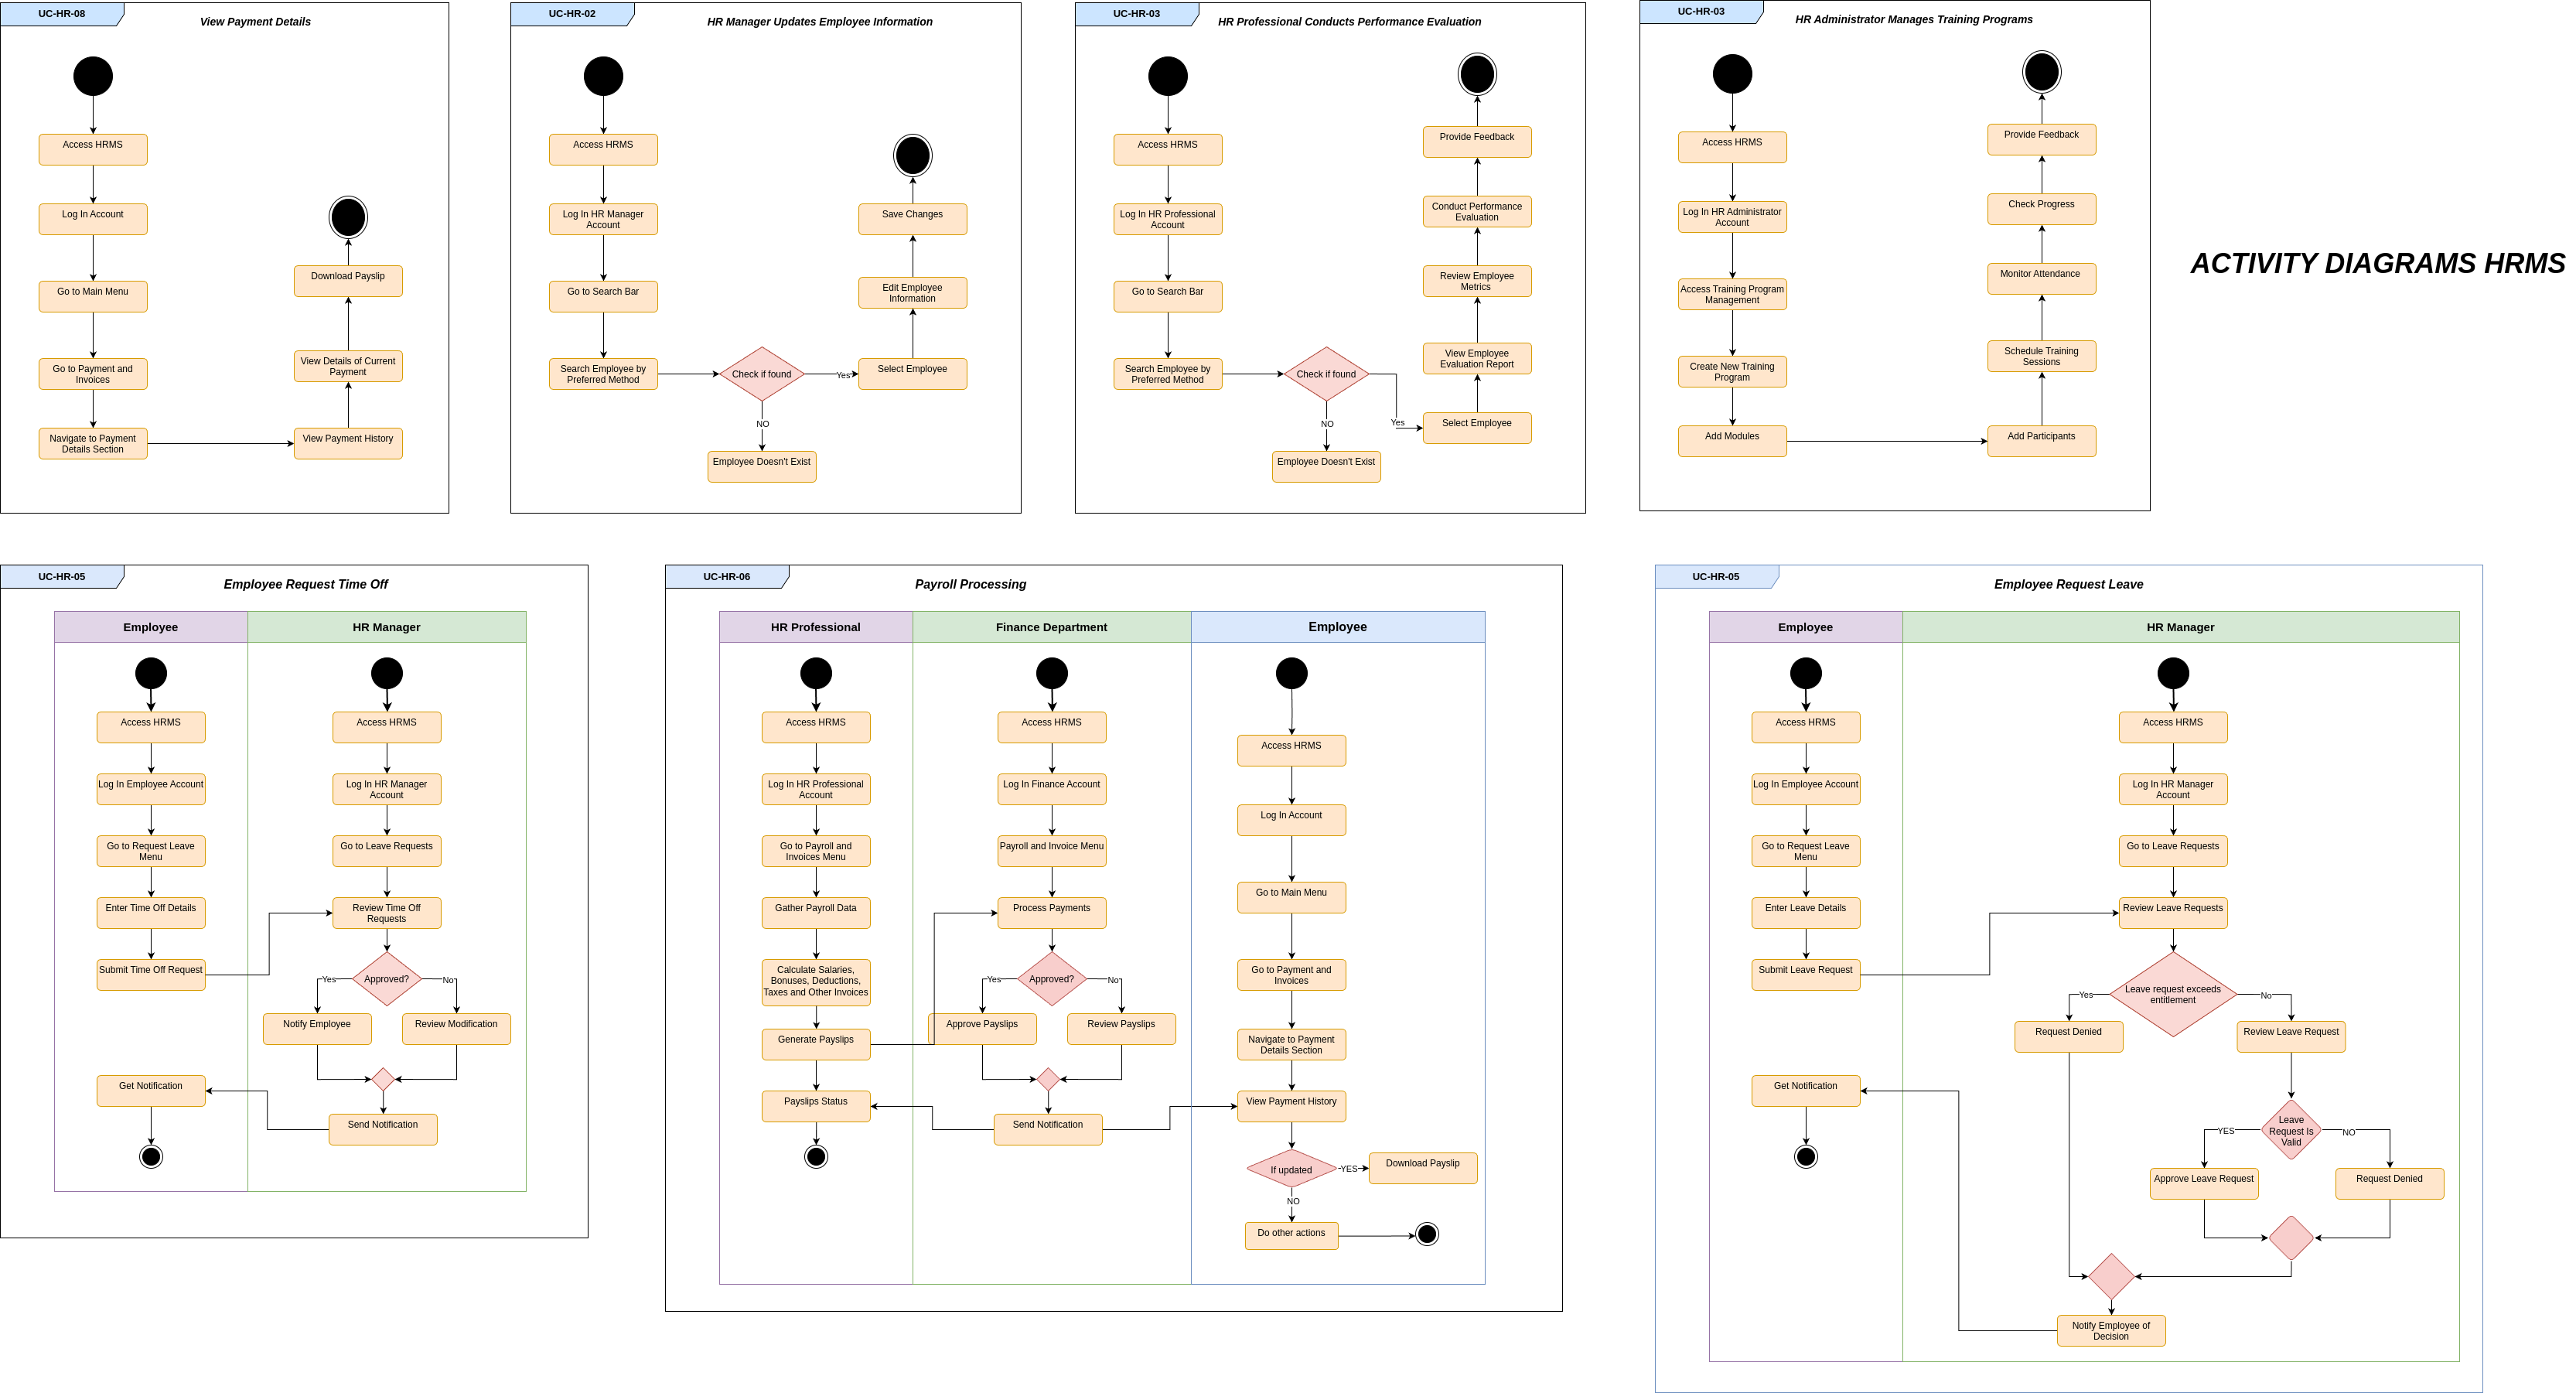 UC-HR-08
View Payment Details
Access HRMS
Log In Account
Go to Main Menu
Go to Payment and
Invoices
Navigate to Payment
Details Section
View Payment History
View Details of Current
Payment
Download Payslip
UC-HR-02
HR Manager Updates Employee Information
Access HRMS
Log In HR Manager
Account
Go to Search Bar
Search Employee by
Preferred Method
Check if found
Yes
NO
Employee Doesn't Exist
Select Employee
Edit Employee
Information
Save Changes
UC-HR-03
HR Professional Conducts Performance Evaluation
Access HRMS
Log In HR Professional
Account
Go to Search Bar
Search Employee by
Preferred Method
Check if found
Yes
NO
Employee Doesn't Exist
Select Employee
View Employee
Evaluation Report
Review Employee
Metrics
Conduct Performance
Evaluation
Provide Feedback
UC-HR-03
HR Administrator Manages Training Programs
Access HRMS
Log In HR Administrator
Account
Access Training Program
Management
Create New Training
Program
Add Modules
Add Participants
Schedule Training
Sessions
Monitor Attendance
Check Progress
Provide Feedback
ACTIVITY DIAGRAMS HRMS
UC-HR-05
Employee Request Time Off
Employee
HR Manager
Access HRMS
Log In Employee Account
Go to Request Leave
Menu
Enter Time Off Details
Submit Time Off Request
Get Notification
Access HRMS
Log In HR Manager
Account
Go to Leave Requests
Review Time Off
Requests
Approved?
Yes
No
Notify Employee
Review Modification
Send Notification
UC-HR-06
Payroll Processing
HR Professional
Finance Department
Employee
Access HRMS
Log In HR Professional
Account
Go to Payroll and
Invoices Menu
Gather Payroll Data
Calculate Salaries,
Bonuses, Deductions,
Taxes and Other Invoices
Generate Payslips
Payslips Status
Access HRMS
Log In Finance Account
Payroll and Invoice Menu
Process Payments
Approved?
Yes
No
Approve Payslips
Review Payslips
Send Notification
Access HRMS
Log In Account
Go to Main Menu
Go to Payment and
Invoices
Navigate to Payment
Details Section
View Payment History
If updated
YES
Download Payslip
NO
Do other actions
UC-HR-05
Employee Request Leave
Employee
HR Manager
Access HRMS
Log In Employee Account
Go to Request Leave
Menu
Enter Leave Details
Submit Leave Request
Get Notification
Access HRMS
Log In HR Manager
Account
Go to Leave Requests
Review Leave Requests
Leave request exceeds
entitlement
Yes
No
Request Denied
Review Leave Request
Leave
Request Is
Valid
YES
NO
Approve Leave Request
Request Denied
Notify Employee of
Decision